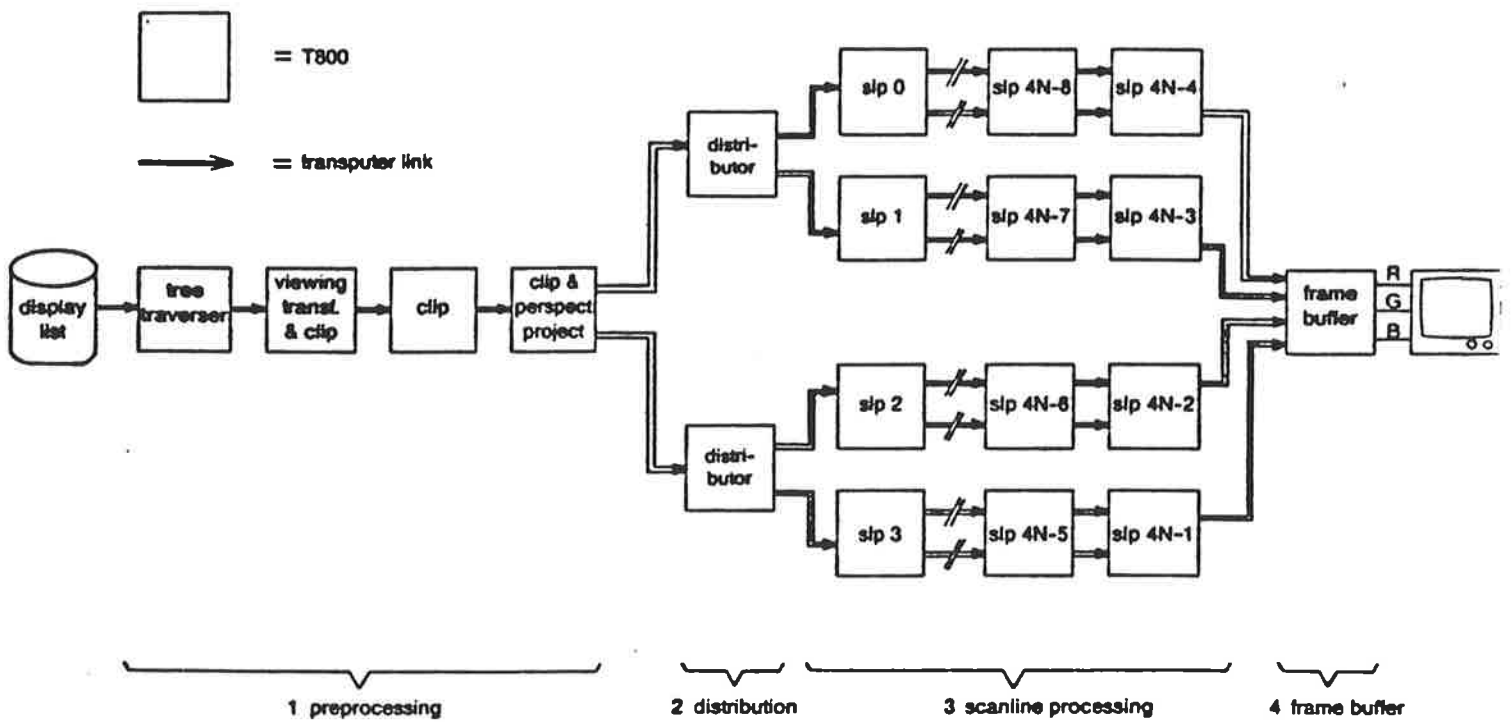 = T800
= transputer link
display
list
tree
traverser
viewing
transf.
& clip
clip
clip &
perspect
project
distri-
butor
distri-
butor
slp 0
slp 4N-8
slp 4N-4
slp 1
slp 4N-7
slp 4N-3
slp 2
slp 4N-6
slp 4N-2
slp 3
slp 4N-5
slp 4N-1
frame
buffer
R
G
B
1 preprocessing
2 distribution
3 scanline processing
4 frame buffer